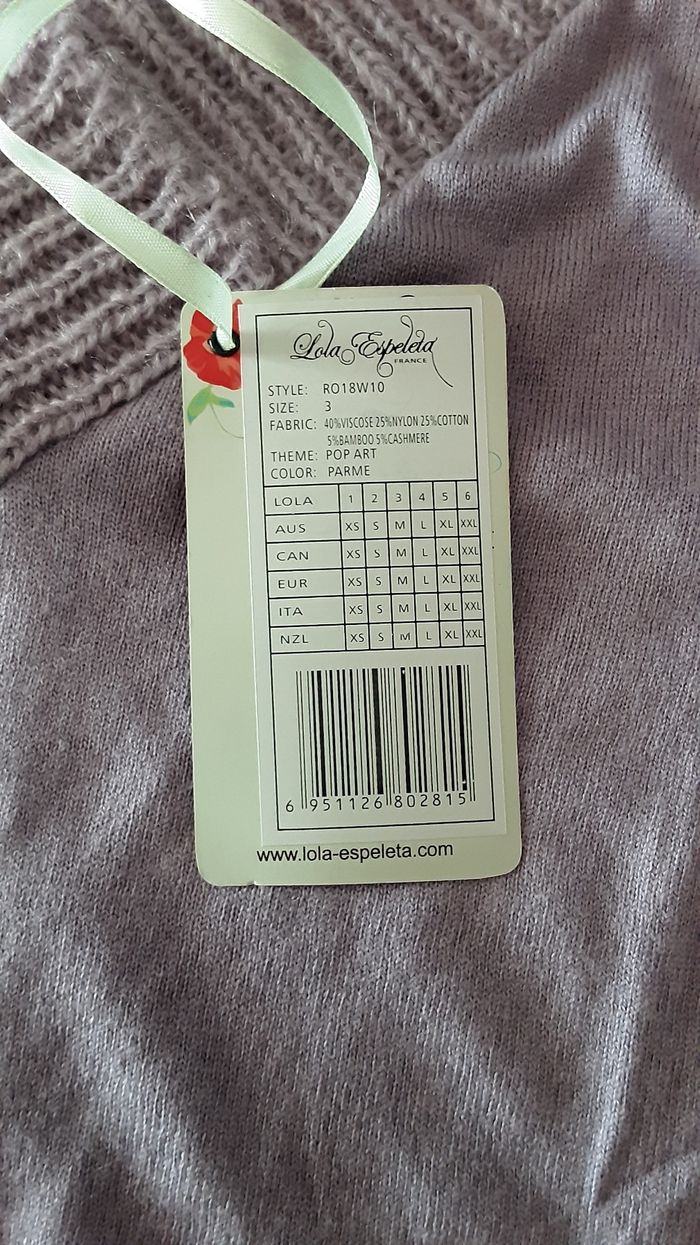 Lola Espeleta
FRANCE
STYLE: RO18W10
SIZE: 3
FABRIC: 40%VISCOSE 25%NYLON 25%COTTON
5%BAMBOO 5%CASHMERE
THEME: POP ART
COLOR: PARME
LOLA 1 2 3 4 5 6
AUS XS S M L XL XXL
CAN XS S M L XL XXL
EUR XS S M L XL XXL
ITA XS S M L XL XXL
NZL XS S M L XL XXL
6 951126 802815
www.lola-espeleta.com